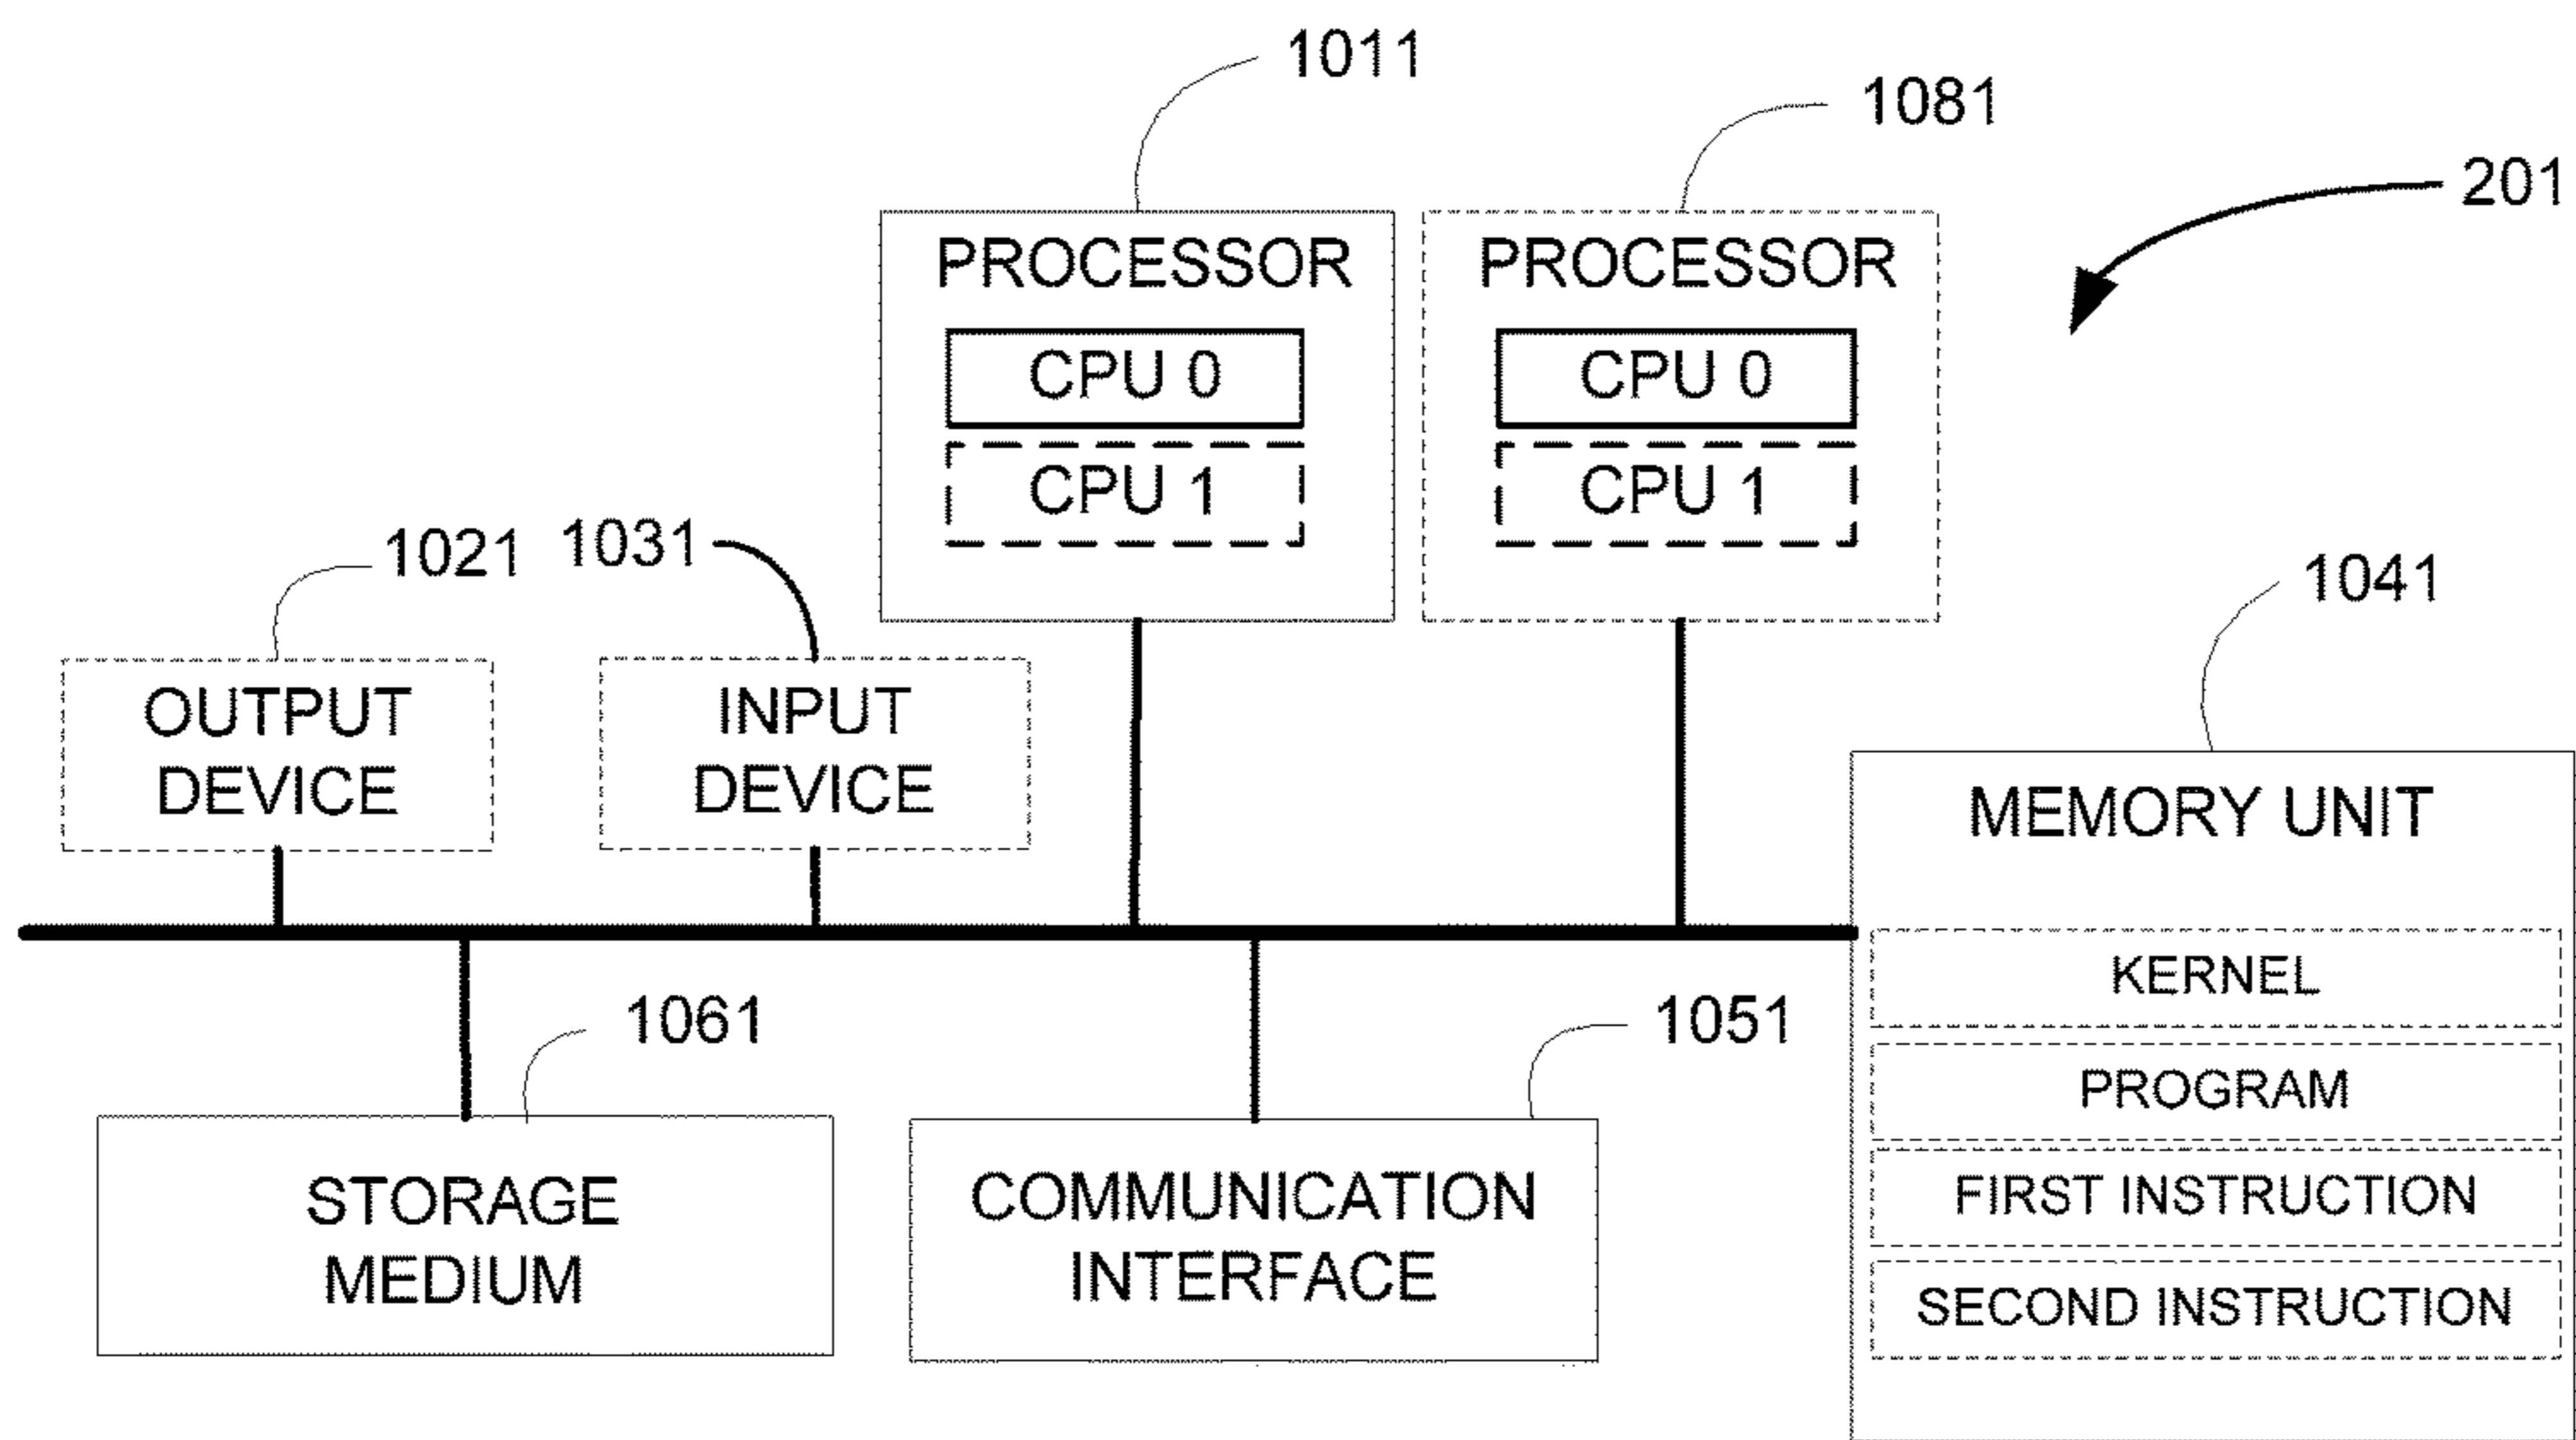 1011
1081
201
PROCESSOR
CPU 0
CPU 1
PROCESSOR
CPU 0
CPU 1
1021
1031
1041
OUTPUT
DEVICE
INPUT
DEVICE
MEMORY UNIT
KERNEL
PROGRAM
FIRST INSTRUCTION
SECOND INSTRUCTION
1061
1051
STORAGE
MEDIUM
COMMUNICATION
INTERFACE